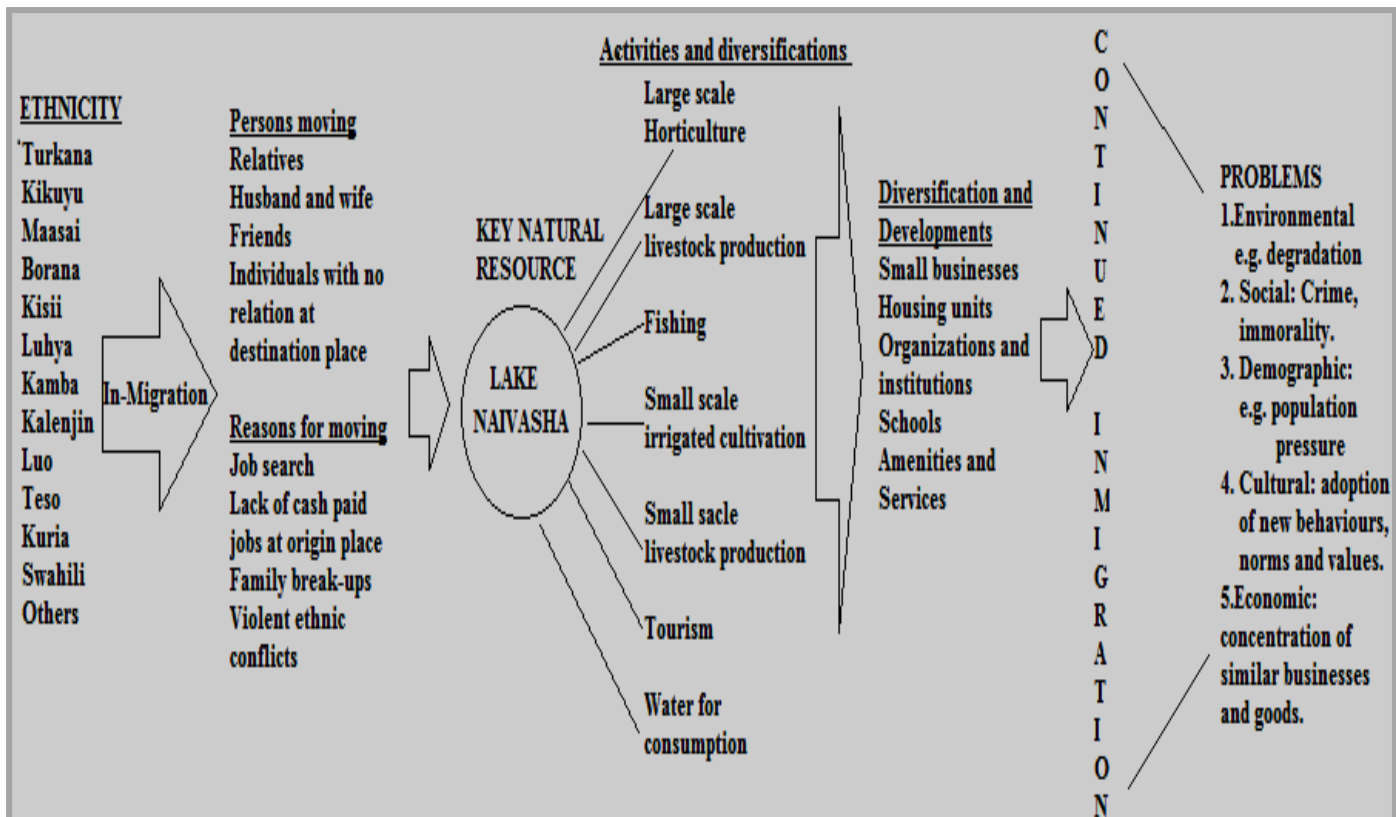 ETHNICITY
Turkana
Kikuyu
Maasai
Borana
Kisii
Luhya
Kamba
Kalenjin
Luo
Teso
Kuria
Swahili
Others
In-Migration
Persons moving
Relatives
Husband and wife
Friends
Individuals with no
relation at
destination place
Reasons for moving
Job search
Lack of cash paid
jobs at origin place
Family break-ups
Violent ethnic
conflicts
KEY NATURAL
RESOURCE
LAKE
NAIVASHA
Activities and diversifications
Large scale
Horticulture
Large scale
livestock production
Fishing
Small scale
irrigated cultivation
Small sacle
livestock production
Tourism
Water for
consumption
Diversification and
Developments
Small businesses
Housing units
Organizations and
institutions
Schools
Amenities and
Services
CONTINUED INMIGRATION
PROBLEMS
1.Environmental
e.g. degradation
2. Social: Crime,
immorality.
3. Demographic:
e.g. population
pressure
4. Cultural: adoption
of new behaviours,
norms and values.
5.Economic:
concentration of
similar businesses
and goods.